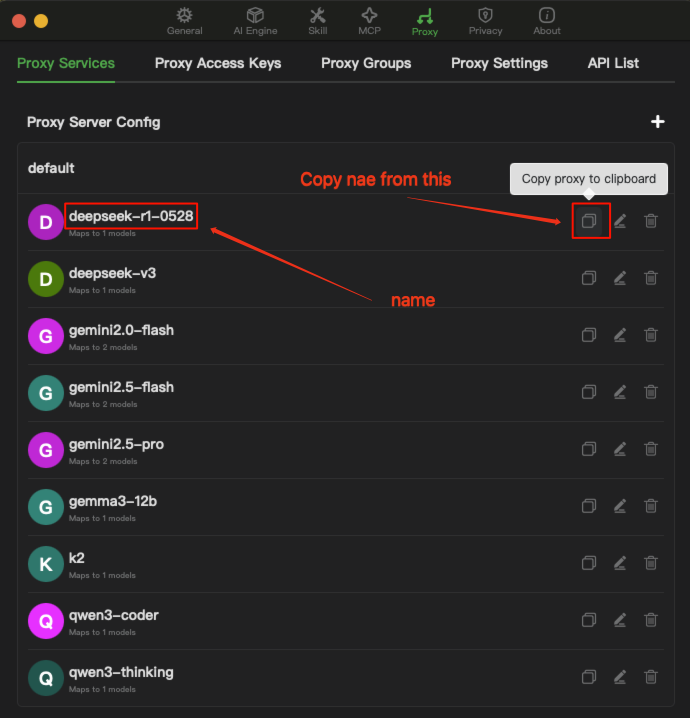 General AI Engine Skill MCP Proxy Privacy About
Proxy Services Proxy Access Keys Proxy Groups Proxy Settings API List
Proxy Server Config
default
Copy nae from this
Copy proxy to clipboard
D deepseek-r1-0528
Maps to 1 models
D deepseek-v3
Maps to 1 models
name
G gemini2.0-flash
Maps to 2 models
G gemini2.5-flash
Maps to 2 models
G gemini2.5-pro
Maps to 2 models
G gemma3-12b
Maps to 1 models
K k2
Maps to 1 models
Q qwen3-coder
Maps to 1 models
Q qwen3-thinking
Maps to 1 models